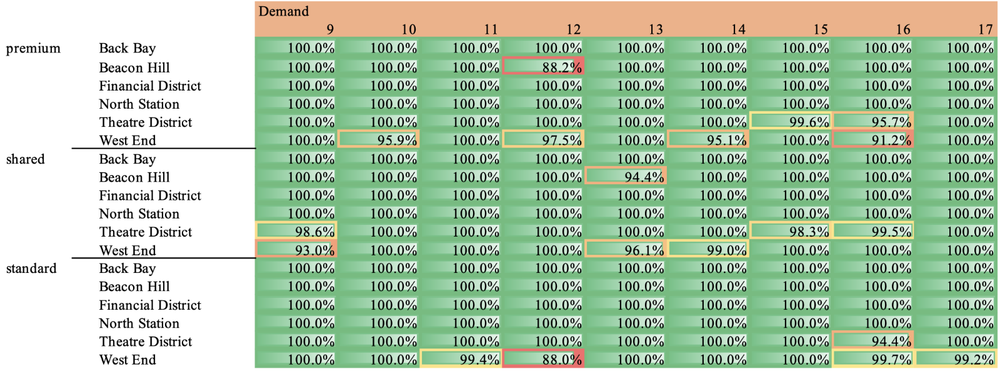 Demand
9 10 11 12 13 14 15 16 17
premium Back Bay 100.0% 100.0% 100.0% 100.0% 100.0% 100.0% 100.0% 100.0% 100.0%
Beacon Hill 100.0% 100.0% 100.0% 88.2% 100.0% 100.0% 100.0% 100.0% 100.0%
Financial District 100.0% 100.0% 100.0% 100.0% 100.0% 100.0% 100.0% 100.0% 100.0%
North Station 100.0% 100.0% 100.0% 100.0% 100.0% 100.0% 100.0% 100.0% 100.0%
Theatre District 100.0% 100.0% 100.0% 100.0% 100.0% 100.0% 99.6% 95.7% 100.0%
West End 100.0% 95.9% 100.0% 97.5% 100.0% 95.1% 100.0% 91.2% 100.0%
shared Back Bay 100.0% 100.0% 100.0% 100.0% 100.0% 100.0% 100.0% 100.0% 100.0%
Beacon Hill 100.0% 100.0% 100.0% 100.0% 94.4% 100.0% 100.0% 100.0% 100.0%
Financial District 100.0% 100.0% 100.0% 100.0% 100.0% 100.0% 100.0% 100.0% 100.0%
North Station 100.0% 100.0% 100.0% 100.0% 100.0% 100.0% 100.0% 100.0% 100.0%
Theatre District 98.6% 100.0% 100.0% 100.0% 100.0% 100.0% 98.3% 99.5% 100.0%
West End 93.0% 100.0% 100.0% 100.0% 96.1% 99.0% 100.0% 100.0% 100.0%
standard Back Bay 100.0% 100.0% 100.0% 100.0% 100.0% 100.0% 100.0% 100.0% 100.0%
Beacon Hill 100.0% 100.0% 100.0% 100.0% 100.0% 100.0% 100.0% 100.0% 100.0%
Financial District 100.0% 100.0% 100.0% 100.0% 100.0% 100.0% 100.0% 100.0% 100.0%
North Station 100.0% 100.0% 100.0% 100.0% 100.0% 100.0% 100.0% 100.0% 100.0%
Theatre District 100.0% 100.0% 100.0% 100.0% 100.0% 100.0% 100.0% 94.4% 100.0%
West End 100.0% 100.0% 99.4% 88.0% 100.0% 100.0% 100.0% 99.7% 99.2%